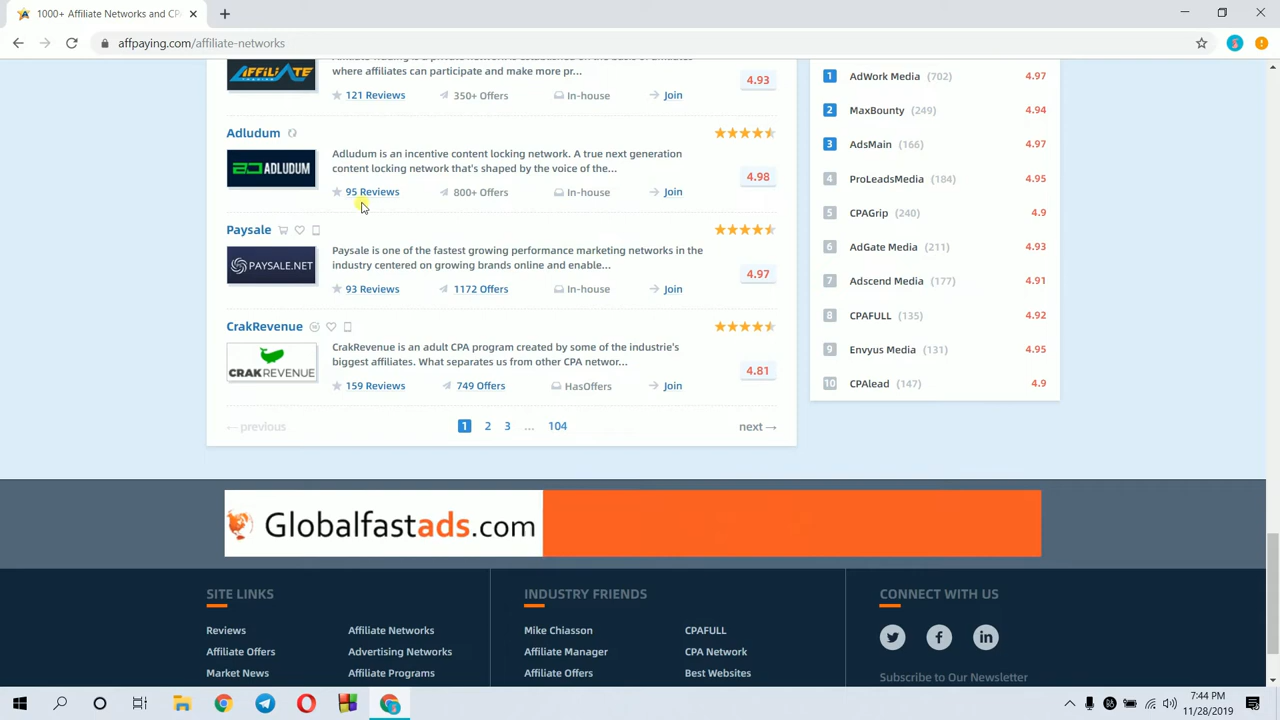 1000+ Affiliate Networks and CP
affpaying.com/affiliate-networks
AFFILIATE
where affiliates can participate and make more pr...
121 Reviews 350+ Offers In-house Join
4.93
Adludum
ADLUDUM
Adludum is an incentive content locking network. A true next generation
content locking network that's shaped by the voice of the...
95 Reviews 800+ Offers In-house Join
4.98
Paysale
PAYSALE.NET
Paysale is one of the fastest growing performance marketing networks in the
industry centered on growing brands online and enable...
93 Reviews 1172 Offers In-house Join
4.97
CrakRevenue
CRAKREVENUE
CrakRevenue is an adult CPA program created by some of the industrie's
biggest affiliates. What separates us from other CPA networ...
159 Reviews 749 Offers HasOffers Join
4.81
← previous 1 2 3 ... 104 next →
1 AdWork Media (702) 4.97
2 MaxBounty (249) 4.94
3 AdsMain (166) 4.97
4 ProLeadsMedia (184) 4.95
5 CPAGrip (240) 4.9
6 AdGate Media (211) 4.93
7 Adscend Media (177) 4.91
8 CPAFULL (135) 4.92
9 Envyus Media (131) 4.95
10 CPAlead (147) 4.9
Globalfastads.com
SITE LINKS
Reviews Affiliate Networks
Affiliate Offers Advertising Networks
Market News Affiliate Programs
INDUSTRY FRIENDS
Mike Chiasson CPAFULL
Affiliate Manager CPA Network
Affiliate Offers Best Websites
CONNECT WITH US
Subscribe to Our Newsletter
7:44 PM
11/28/2019